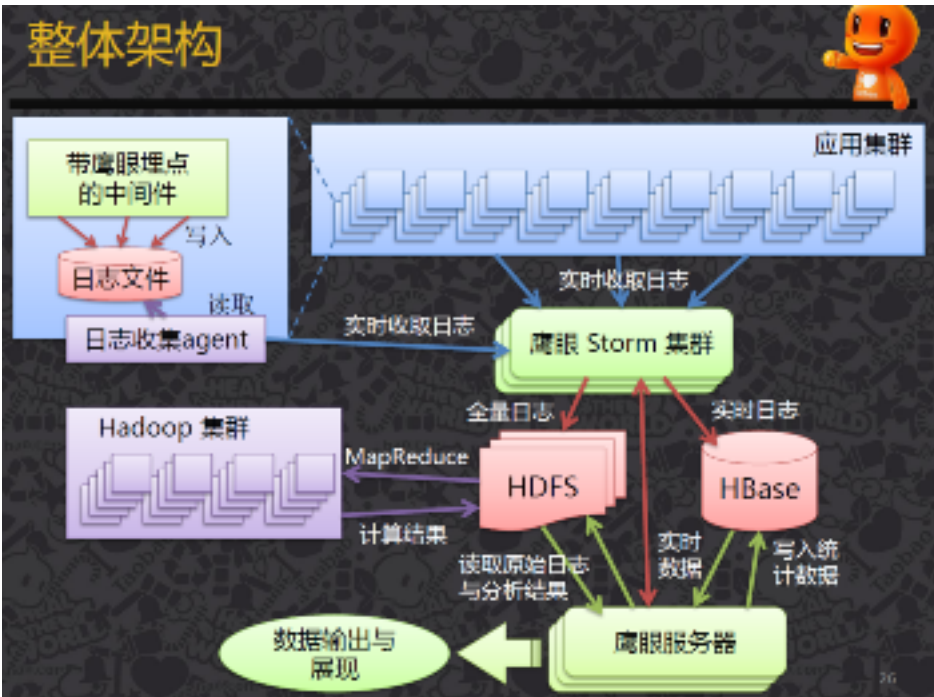 整体架构
应用集群
带鹰眼埋点
的中间件
写入
日志文件
读取
日志收集agent
实时收取日志
实时收取日志
鹰眼 Storm 集群
全量日志
实时日志
Hadoop 集群
MapReduce
HDFS
HBase
计算结果
读取原始日志
与分析结果
实时
数据
写入统
计数据
数据输出与
展现
鹰眼服务器
26